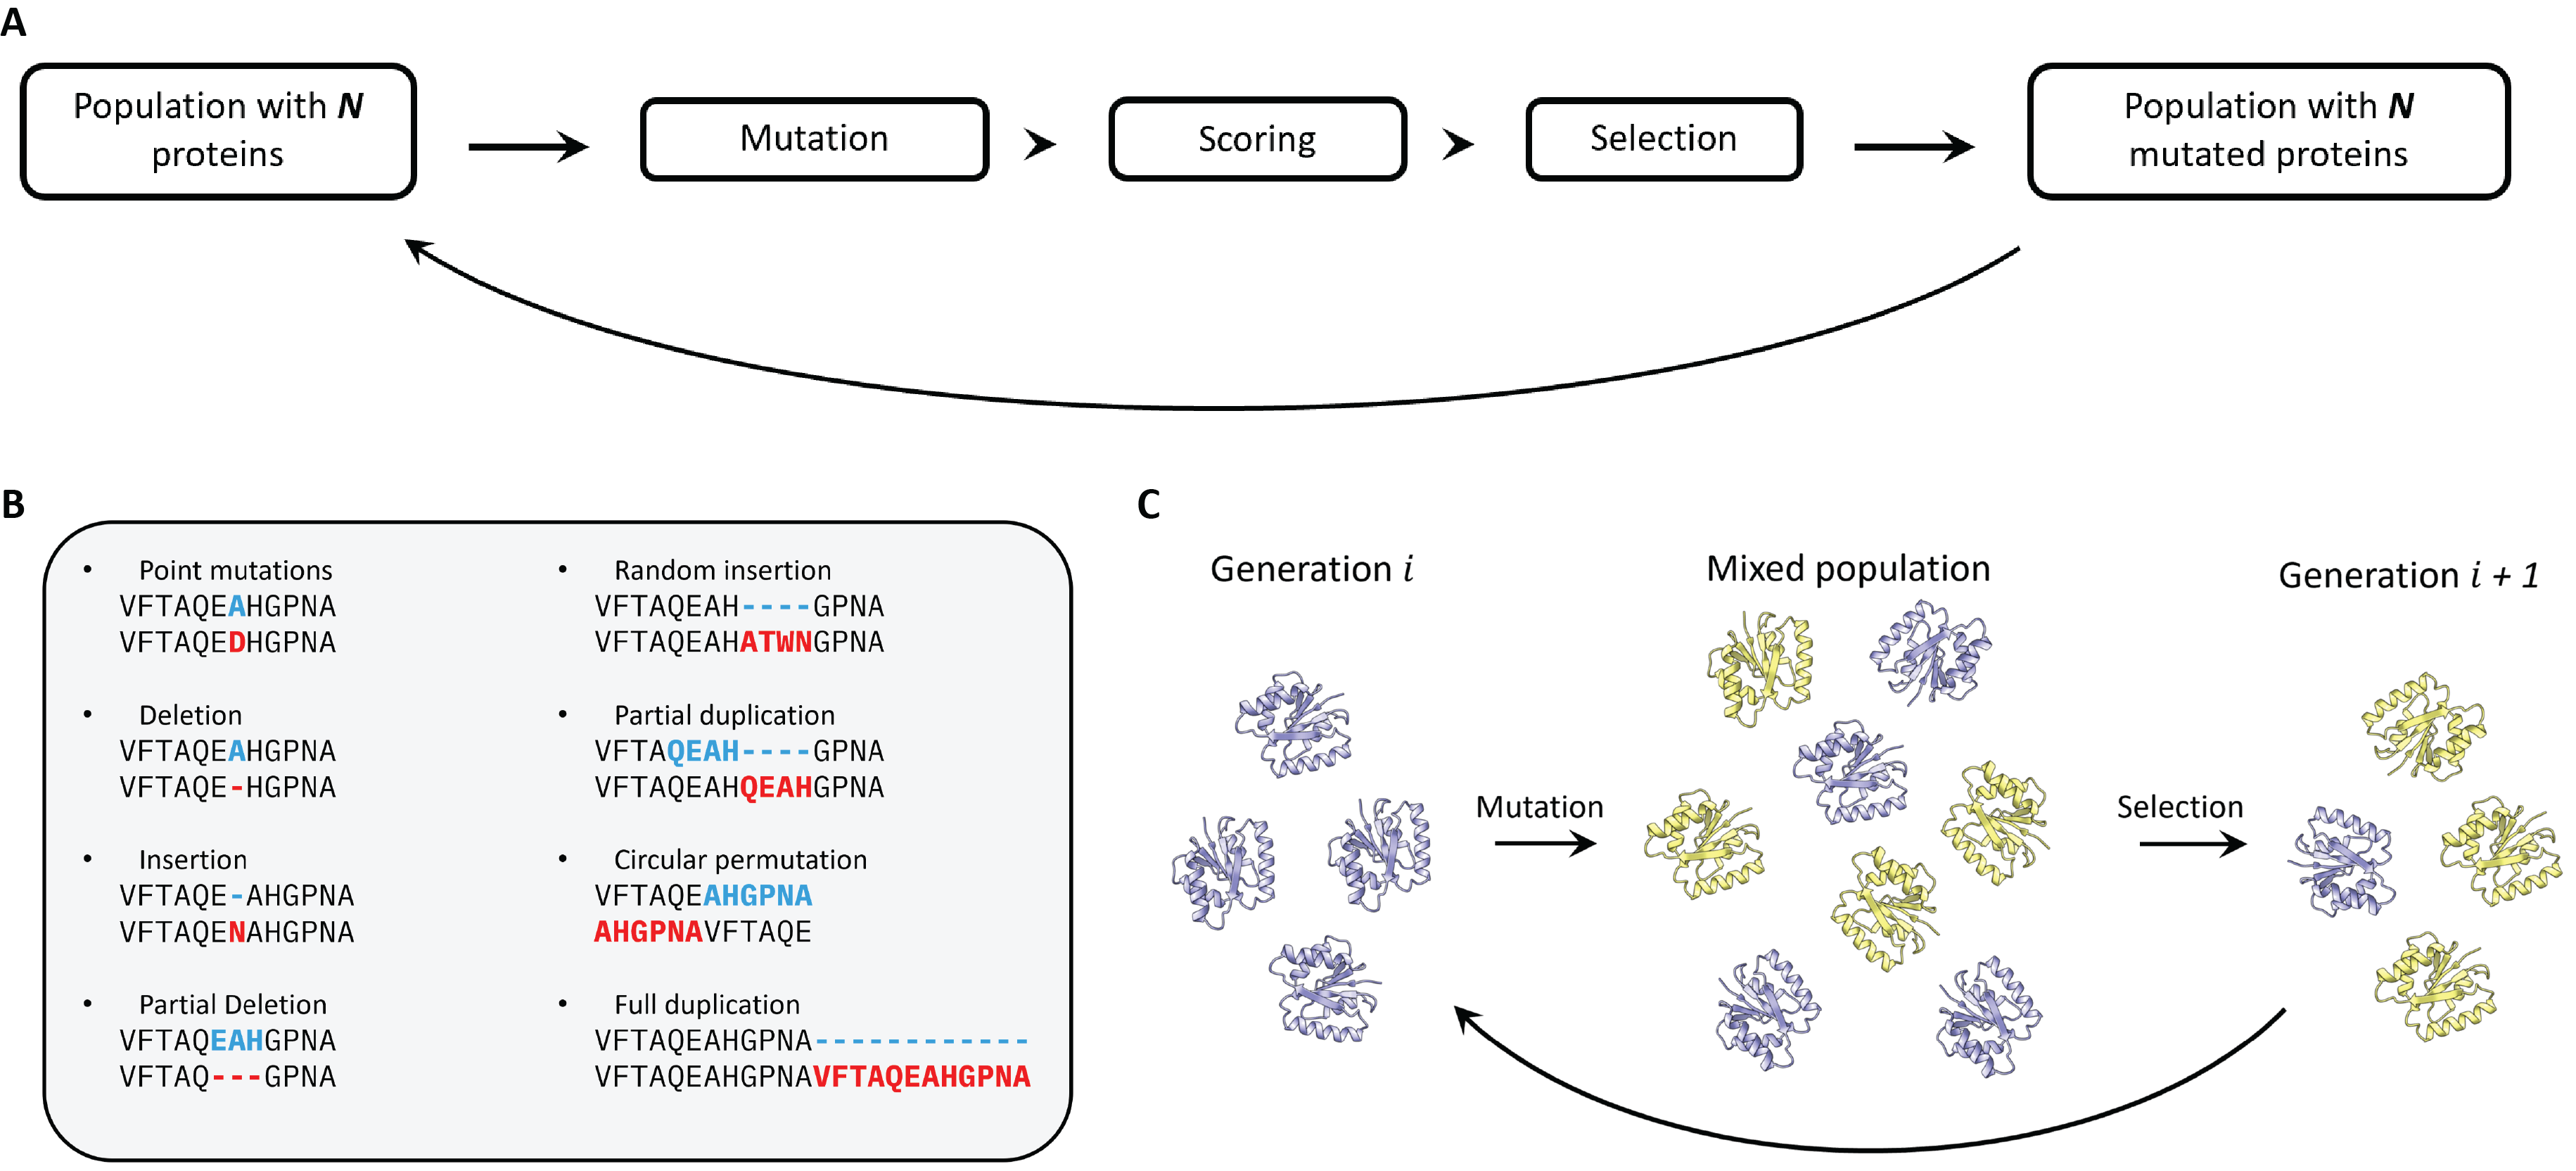 A
Population with N
proteins
Mutation
Scoring
Selection
Population with N
mutated proteins
B
• Point mutations
VFTAQEAHGPNA
VFTAQEDHGPNA
• Deletion
VFTAQEAHGPNA
VFTAQE-HGPNA
• Insertion
VFTAQE-AHGPNA
VFTAQENAHGPNA
• Partial Deletion
VFTAQEAHGPNA
VFTAQ---GPNA
• Random insertion
VFTAQEAH----GPNA
VFTAQEAHATWNGPNA
• Partial duplication
VFTAQEAH----GPNA
VFTAQEAHQEAHGPNA
• Circular permutation
VFTAQEAHGPNA
AHGPNAVFTAQE
• Full duplication
VFTAQEAHGPNA------------
VFTAQEAHGPNAVFTAQEAHGPNA
C
Generation i
Mutation
Mixed population
Selection
Generation i + 1